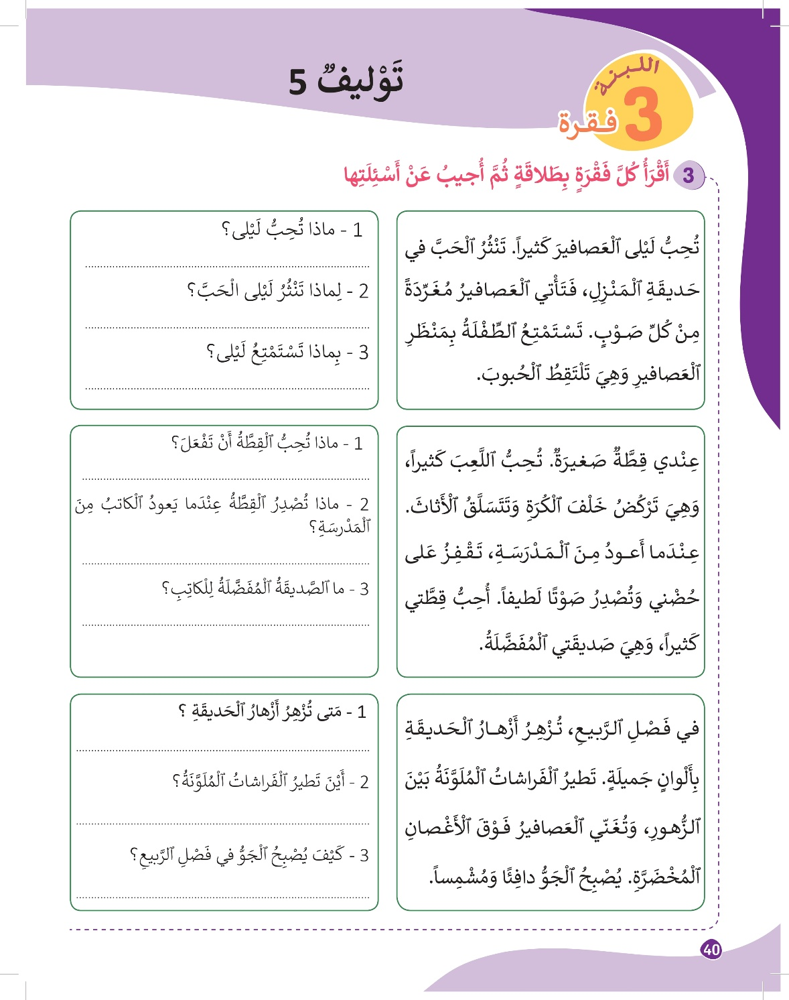 اللبنة
3 فقرة
تَوْليفٌ 5
3 أَقْرَأُ كُلَّ فَقْرَةٍ بِطَلاقَةٍ ثُمَّ أُجيبُ عَنْ أَسْئِلَتِها
تُحِبُّ لَيْلى ٱلْعَصافيرَ كَثيراً. تَنْثُرُ ٱلْحَبَّ في
حَديقَةِ ٱلْمَنْزِلِ، فَتَأْتي ٱلْعَصافيرُ مُغَرِّدَةً
مِنْ كُلِّ صَوْبٍ. تَسْتَمْتِعُ ٱلطِّفْلَةُ بِمَنْظَرِ
ٱلْعَصافيرِ وَهِيَ تَلْتَقِطُ ٱلْحُبوبَ.
1 - ماذا تُحِبُّ لَيْلى؟
2 - لِماذا تَنْثُرُ لَيْلى الْحَبَّ؟
3 - بِماذا تَسْتَمْتِعُ لَيْلى؟
عِنْدي قِطَّةٌ صَغيرَةٌ. تُحِبُّ اللَّعِبَ كَثيراً،
وَهِيَ تَرْكُضُ خَلْفَ ٱلْكُرَةِ وَتَتَسَلَّقُ ٱلْأَثاثَ.
عِنْدَما أَعودُ مِنَ ٱلْمَدْرَسَةِ، تَقْفِزُ عَلى
حُضْني وَتُصْدِرُ صَوْتًا لَطيفاً. أُحِبُّ قِطَّتي
كَثيراً، وَهِيَ صَديقَتي ٱلْمُفَضَّلَةُ.
1 - ماذا تُحِبُّ ٱلْقِطَّةُ أَنْ تَفْعَلَ؟
2 - ماذا تُصْدِرُ ٱلْقِطَّةُ عِنْدَما يَعودُ ٱلْكاتبُ مِنَ
ٱلْمَدْرسَةِ؟
3 - ما ٱلصَّديقَةُ ٱلْمُفَضَّلَةُ لِلْكاتِبِ؟
في فَصْلِ ٱلرَّبيعِ، تُزْهِرُ أَزْهارُ ٱلْحَديقَةِ
بِأَلْوانٍ جَميلَةٍ. تَطيرُ ٱلْفَراشاتُ ٱلْمُلَوَّنَةُ بَيْنَ
ٱلزُّهورِ، وَتُغَنّي ٱلْعَصافيرُ فَوْقَ ٱلْأَغْصانِ
ٱلْمُخْضَرَّةِ. يُصْبِحُ ٱلْجَوُّ دافِئًا وَمُشْمِساً.
1 - مَتى تُزْهِرُ أَزْهارُ ٱلْحَديقَةِ ؟
2 - أَيْنَ تَطيرُ ٱلْفَراشاتُ ٱلْمُلَوَّنَةُ؟
3 - كَيْفَ يُصْبِحُ ٱلْجَوُّ في فَصْلِ ٱلرَّبيعِ؟
40